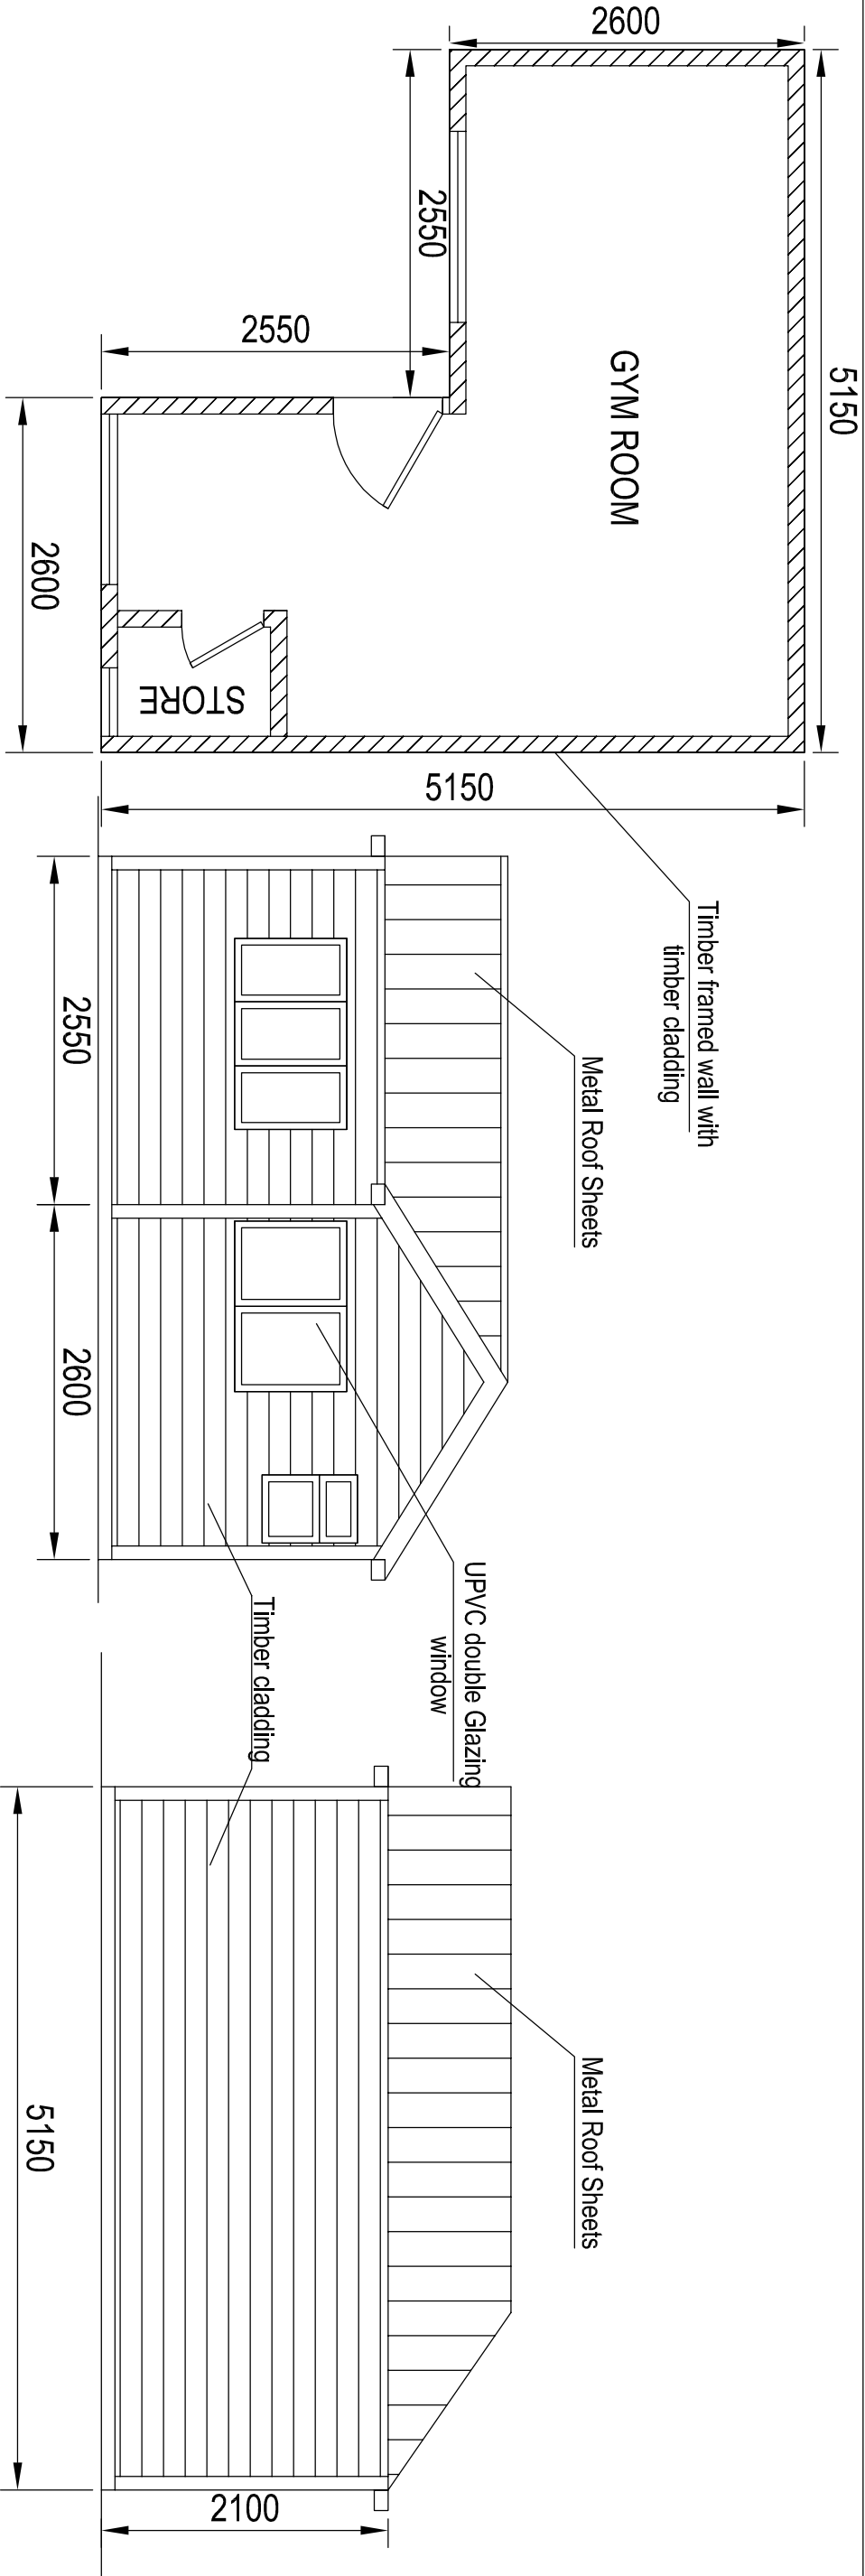 5150
2600
GYM ROOM
2550
2550
STORE
2600
5150
Timber framed wall with
timber cladding
Metal Roof Sheets
UPVC double Glazing
window
Timber cladding
2550
2600
Metal Roof Sheets
2100
5150